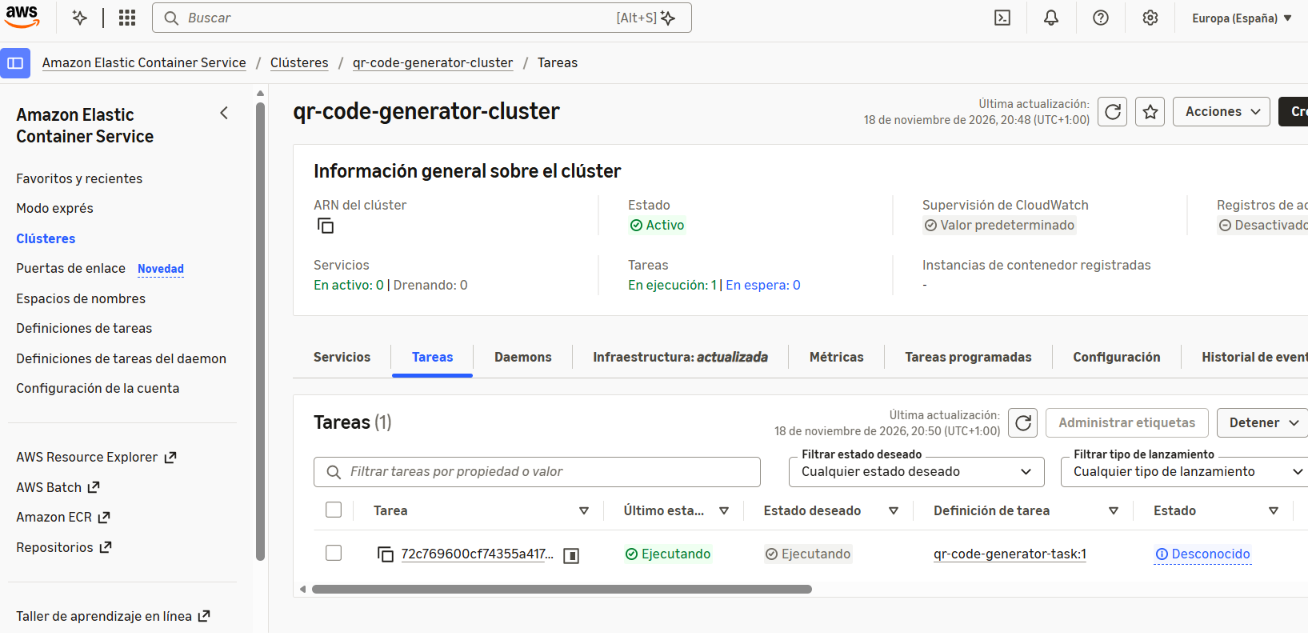 aws
Buscar [Alt+S]
Europa (España)
Amazon Elastic Container Service / Clústeres / qr-code-generator-cluster / Tareas
Amazon Elastic
Container Service
Favoritos y recientes
Modo exprés
Clústeres
Puertas de enlace Novedad
Espacios de nombres
Definiciones de tareas
Definiciones de tareas del daemon
Configuración de la cuenta
AWS Resource Explorer
AWS Batch
Amazon ECR
Repositorios
Taller de aprendizaje en línea
qr-code-generator-cluster
Última actualización:
18 de noviembre de 2026, 20:48 (UTC+1:00)
Acciones
Cr
Información general sobre el clúster
ARN del clúster
Estado
Activo
Supervisión de CloudWatch
Valor predeterminado
Registros de ac
Desactivado
Servicios
En activo: 0 | Drenando: 0
Tareas
En ejecución: 1 | En espera: 0
Instancias de contenedor registradas
-
Servicios Tareas Daemons Infraestructura: actualizada Métricas Tareas programadas Configuración Historial de event
Tareas (1)
Última actualización:
18 de noviembre de 2026, 20:50 (UTC+1:00)
Administrar etiquetas
Detener
Filtrar tareas por propiedad o valor
Filtrar estado deseado
Cualquier estado deseado
Filtrar tipo de lanzamiento
Cualquier tipo de lanzamiento
Tarea Último esta... Estado deseado Definición de tarea Estado
72c769600cf74355a417... Ejecutando Ejecutando qr-code-generator-task:1 Desconocido